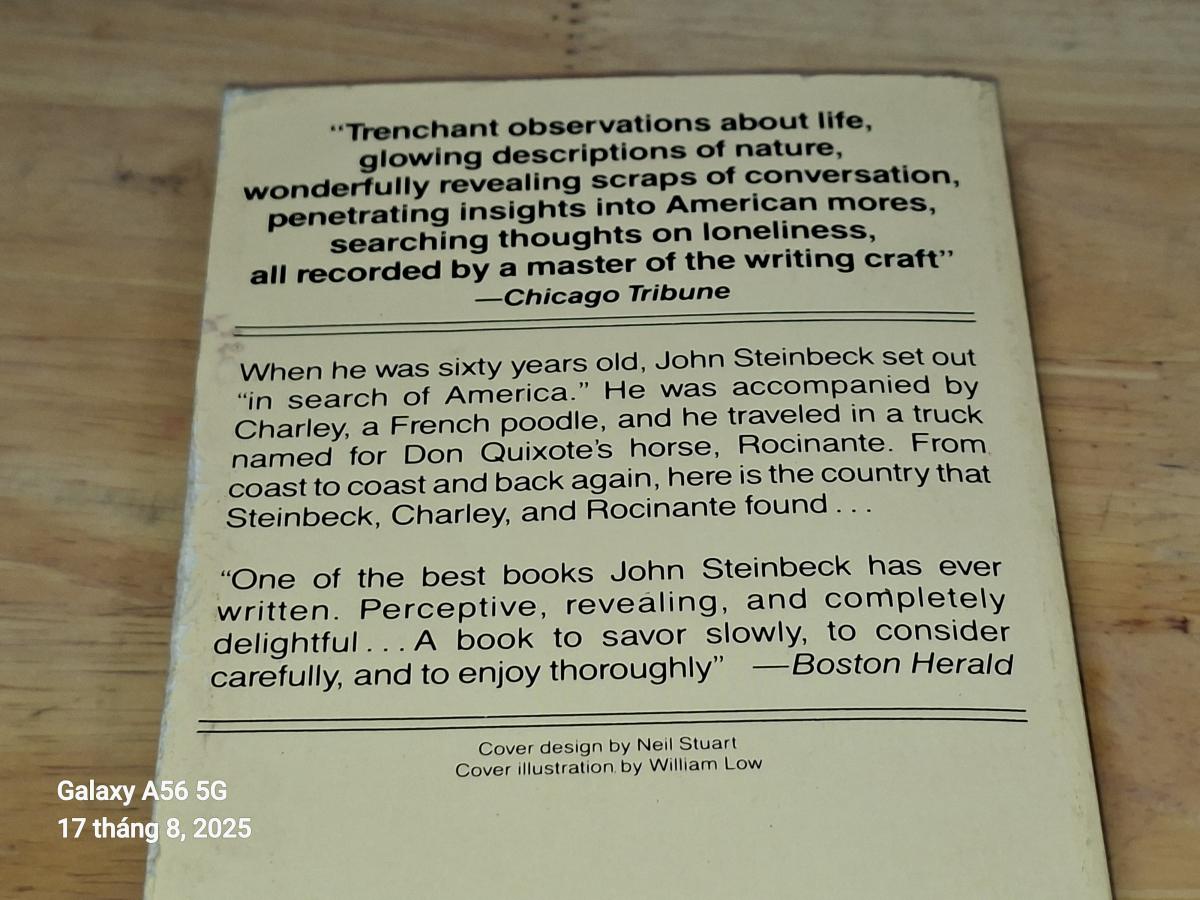 “Trenchant observations about life,
glowing descriptions of nature,
wonderfully revealing scraps of conversation,
penetrating insights into American mores,
searching thoughts on loneliness,
all recorded by a master of the writing craft”
—Chicago Tribune
When he was sixty years old, John Steinbeck set out
“in search of America.” He was accompanied by
Charley, a French poodle, and he traveled in a truck
named for Don Quixote’s horse, Rocinante. From
coast to coast and back again, here is the country that
Steinbeck, Charley, and Rocinante found . . .
“One of the best books John Steinbeck has ever
written. Perceptive, revealing, and completely
delightful . . . A book to savor slowly, to consider
carefully, and to enjoy thoroughly” —Boston Herald
Cover design by Neil Stuart
Cover illustration by William Low
Galaxy A56 5G
17 tháng 8, 2025